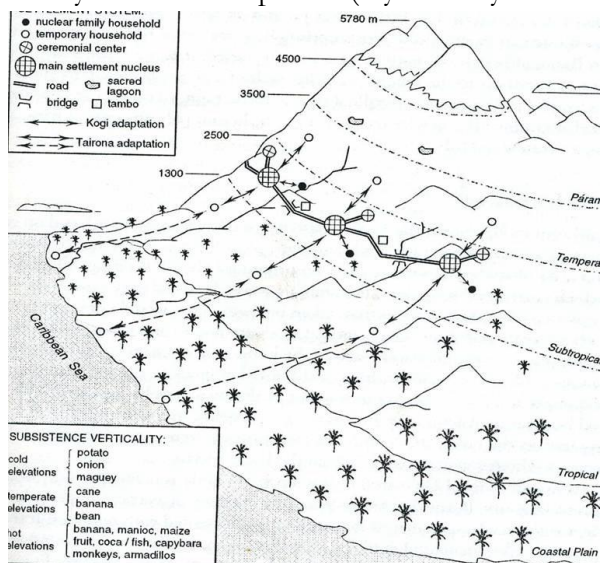 nuclear family household
temporary household
ceremonial center
main settlement nucleus
road
sacred
lagoon
bridge
tambo
Kogi adaptation
Tairona adaptation
5780 m
4500
3500
2500
1300
Páram
Tempera
Subtropica
Tropical
Coastal Plain
Caribbean Sea
SUBSISTENCE VERTICALITY:
cold
elevations
potato
onion
maguey
temperate
elevations
cane
banana
bean
hot
elevations
banana, manioc, maize
fruit, coca / fish, capybara
monkeys, armadillos